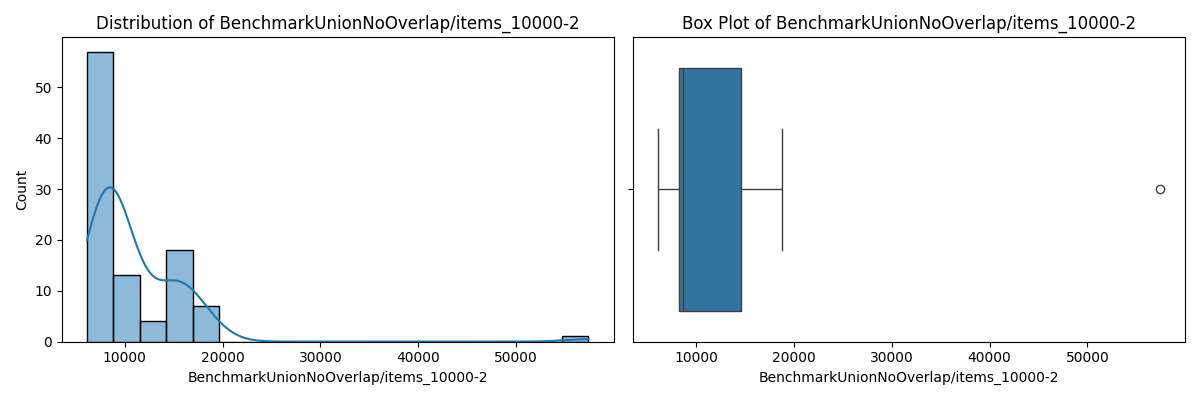 Distribution of BenchmarkUnionNoOverlap/items_10000-2
Count
50
40
30
20
10
0
10000 20000 30000 40000 50000
BenchmarkUnionNoOverlap/items_10000-2
Box Plot of BenchmarkUnionNoOverlap/items_10000-2
10000 20000 30000 40000 50000
BenchmarkUnionNoOverlap/items_10000-2